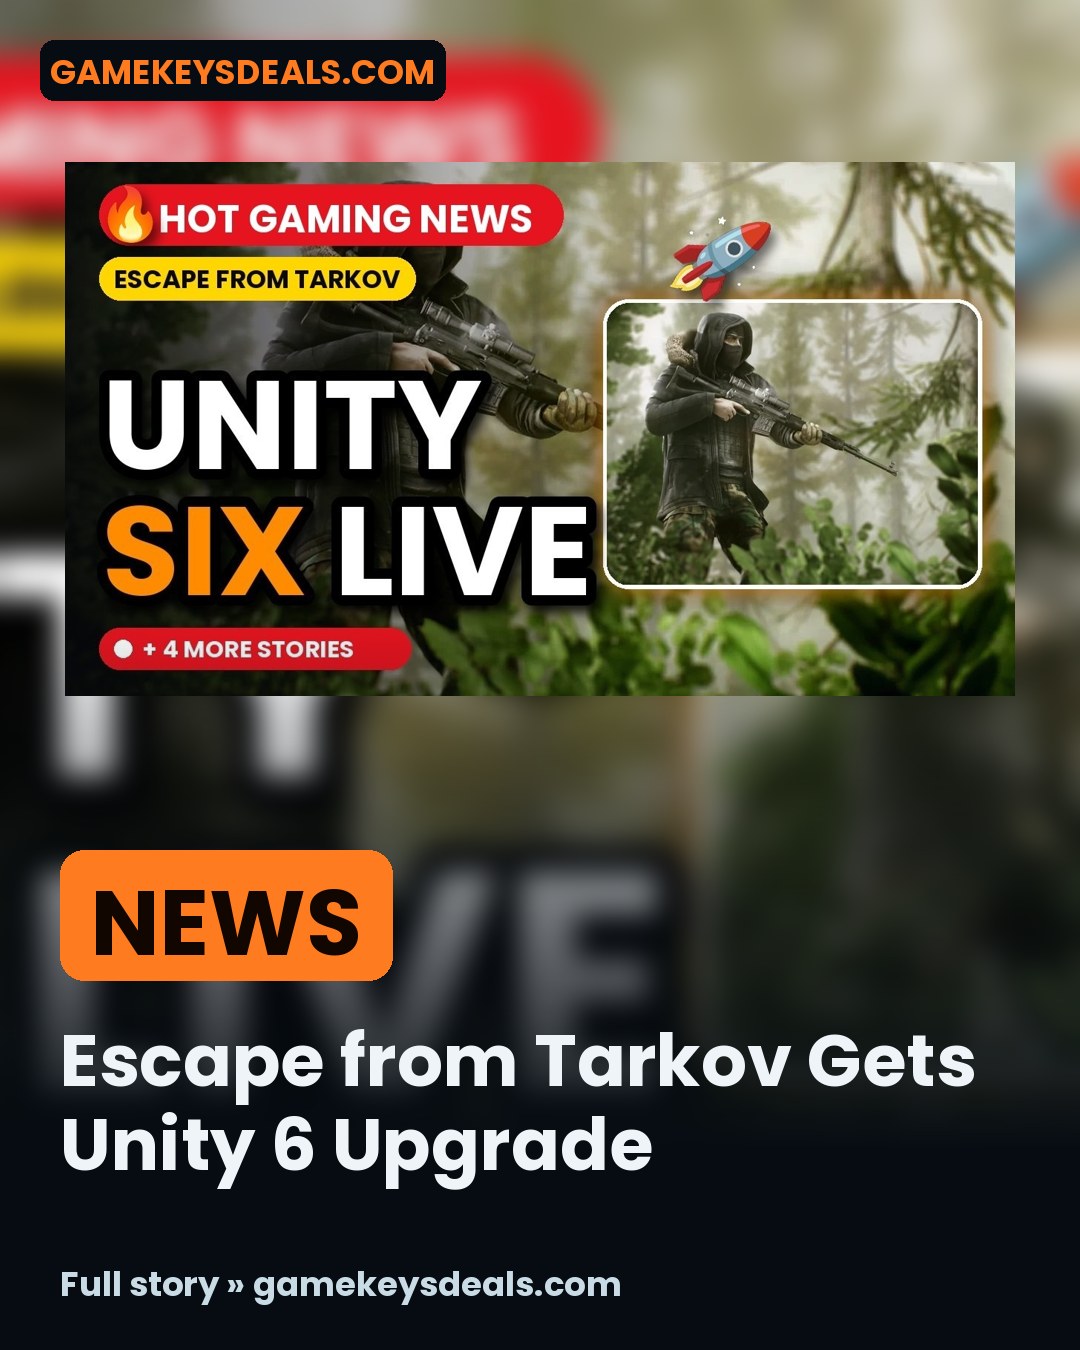 GAMEKEYSDEALS.COM
HOT GAMING NEWS
ESCAPE FROM TARKOV
UNITY
SIX LIVE
+ 4 MORE STORIES
NEWS
Escape from Tarkov Gets
Unity 6 Upgrade
Full story » gamekeysdeals.com